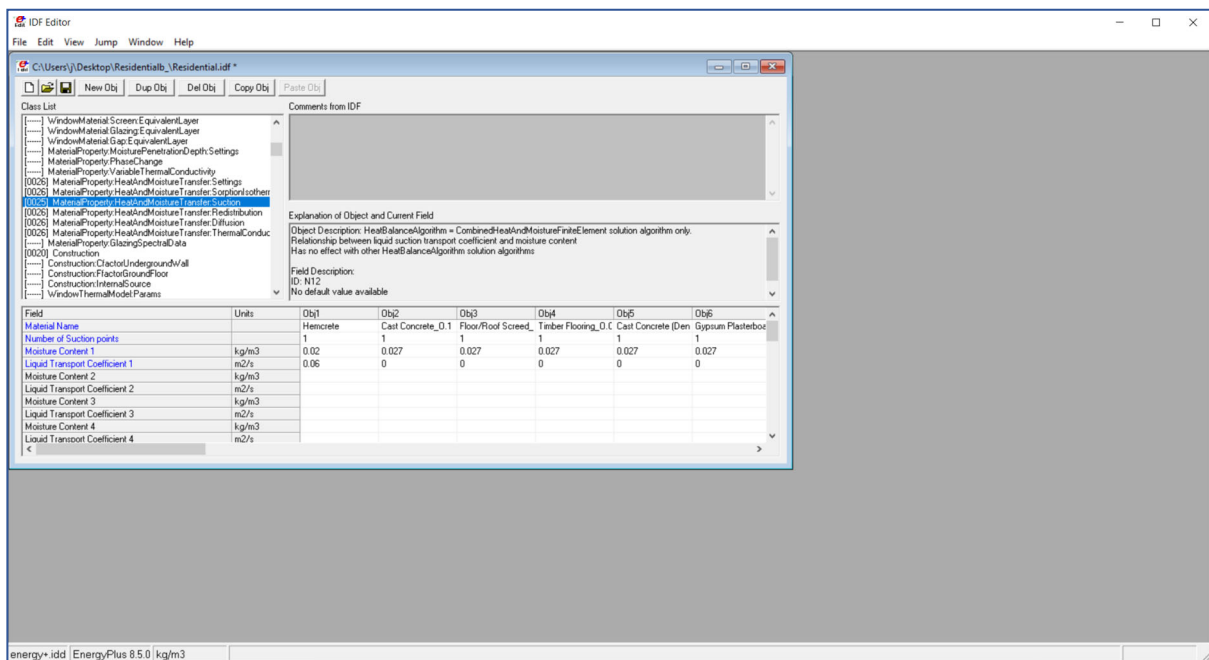 IDF Editor
File Edit View Jump Window Help
C:\Users\j\Desktop\Residentialb_\Residential.idf *
New Obj Dup Obj Del Obj Copy Obj Paste Obj
Class List
Comments from IDF
[------] WindowMaterial:Screen:EquivalentLayer
[------] WindowMaterial:Glazing:EquivalentLayer
[------] WindowMaterial:Gap:EquivalentLayer
[------] MaterialProperty:MoisturePenetrationDepth:Settings
[------] MaterialProperty:PhaseChange
[------] MaterialProperty:VariableThermalConductivity
[0026] MaterialProperty:HeatAndMoistureTransfer:Settings
[0026] MaterialProperty:HeatAndMoistureTransfer:SorptionIsotherm
[0025] MaterialProperty:HeatAndMoistureTransfer:Suction
[0026] MaterialProperty:HeatAndMoistureTransfer:Redistribution
[0026] MaterialProperty:HeatAndMoistureTransfer:Diffusion
[0026] MaterialProperty:HeatAndMoistureTransfer:ThermalConduc
[------] MaterialProperty:GlazingSpectralData
[0020] Construction
[------] Construction:CfactorUndergroundWall
[------] Construction:FfactorGroundFloor
[------] Construction:InternalSource
[------] WindowThermalModel:Params
Explanation of Object and Current Field
Object Description: HeatBalanceAlgorithm = CombinedHeatAndMoistureFiniteElement solution algorithm only.
Relationship between liquid suction transport coefficient and moisture content
Has no effect with other HeatBalanceAlgorithm solution algorithms
Field Description:
ID: N12
No default value available
Field Units Obj1 Obj2 Obj3 Obj4 Obj5 Obj6
Material Name Hemcrete Cast Concrete_0.1 Floor/Roof Screed_ Timber Flooring_0.0 Cast Concrete (Den Gypsum Plasterboa
Number of Suction points 1 1 1 1 1 1
Moisture Content 1 kg/m3 0.02 0.027 0.027 0.027 0.027 0.027
Liquid Transport Coefficient 1 m2/s 0.06 0 0 0 0 0
Moisture Content 2 kg/m3
Liquid Transport Coefficient 2 m2/s
Moisture Content 3 kg/m3
Liquid Transport Coefficient 3 m2/s
Moisture Content 4 kg/m3
Liquid Transport Coefficient 4 m2/s
energy+.idd EnergyPlus 8.5.0 kg/m3